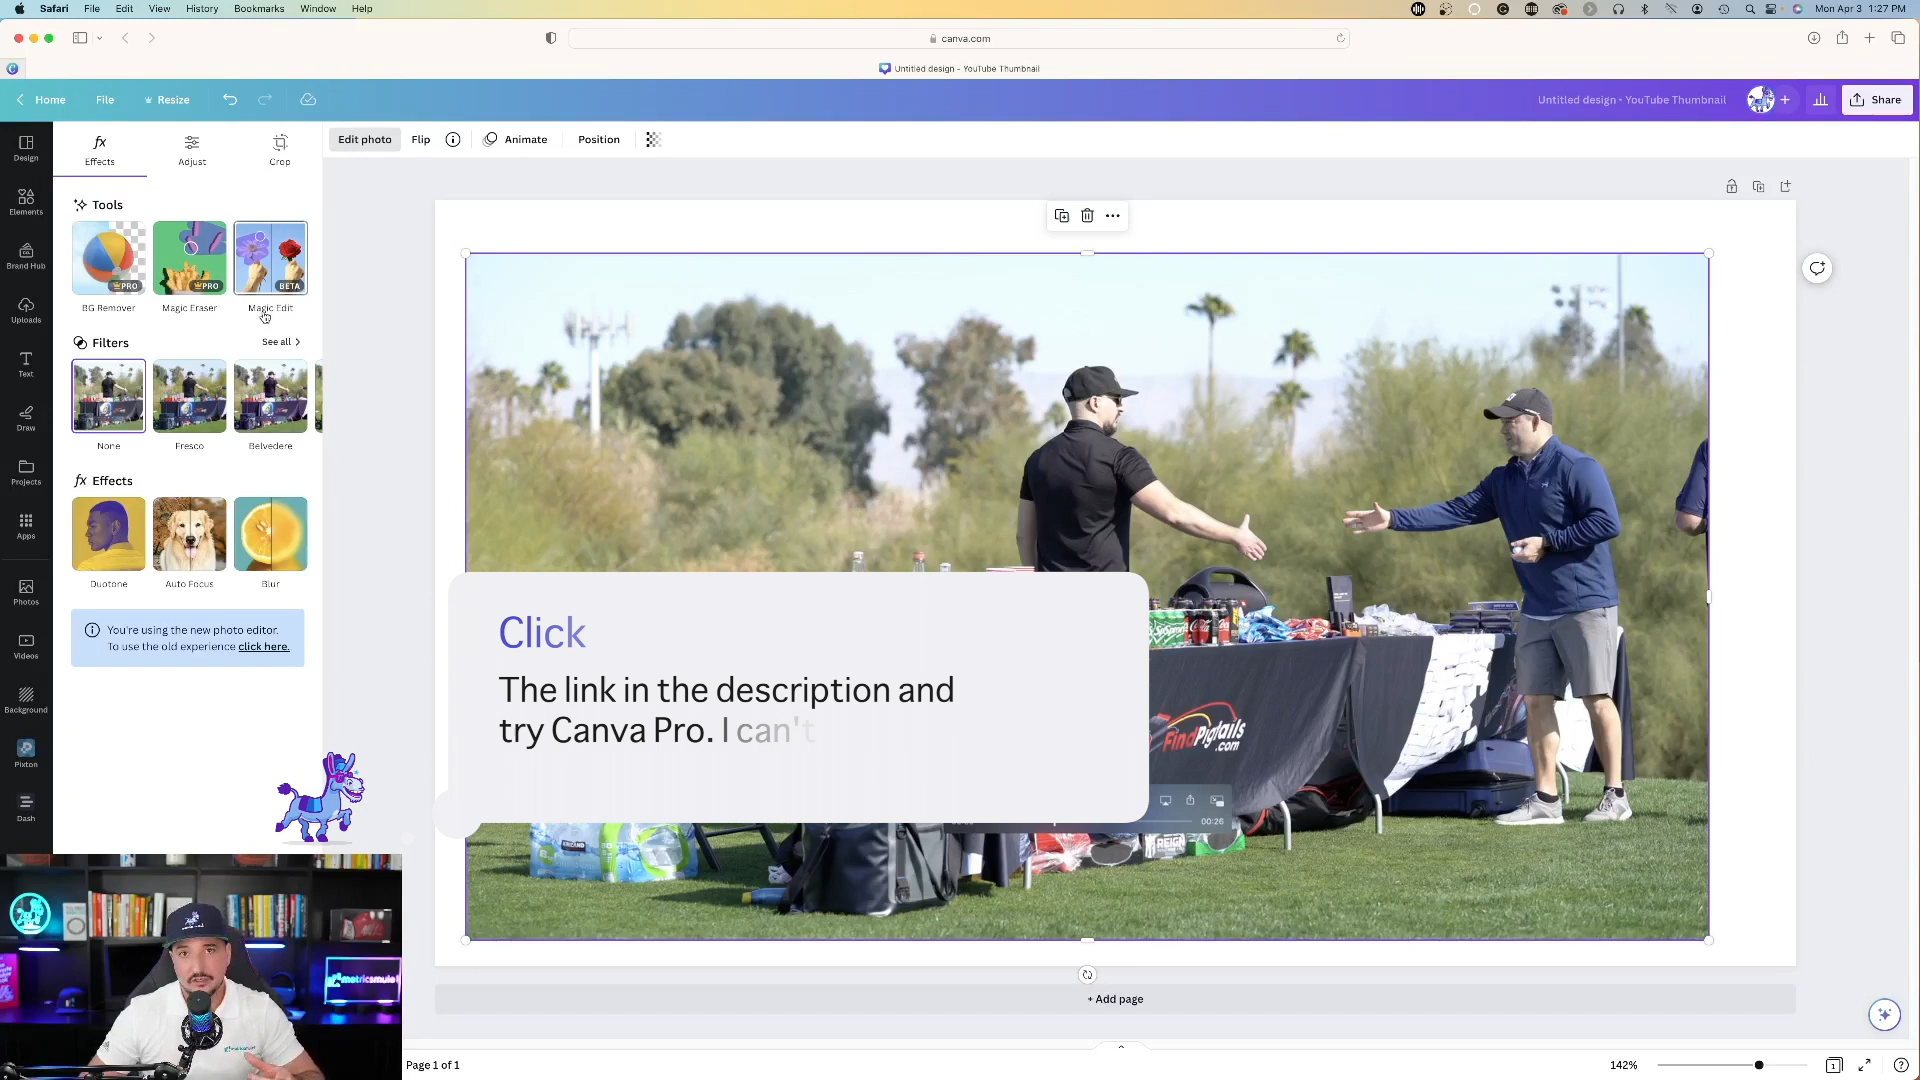 Safari File Edit View History Bookmarks Window Help
Mon Apr 3 1:27 PM
canva.com
Untitled design - YouTube Thumbnail
Home File Resize
Untitled design - YouTube Thumbnail
Share
Design
Elements
Brand Hub
Uploads
Text
Draw
Projects
Apps
Photos
Videos
Background
Pixton
Dash
Effects Adjust Crop
Edit photo Flip Animate Position
Tools
PRO PRO BETA
BG Remover Magic Eraser Magic Edit
Filters See all
None Fresco Belvedere
fx Effects
Duotone Auto Focus Blur
You're using the new photo editor.
To use the old experience click here.
Click
The link in the description and
try Canva Pro. I can't
FindPigtails
.com
00:26
REIGN
metricsmule
+ Add page
Page 1 of 1
142%
1